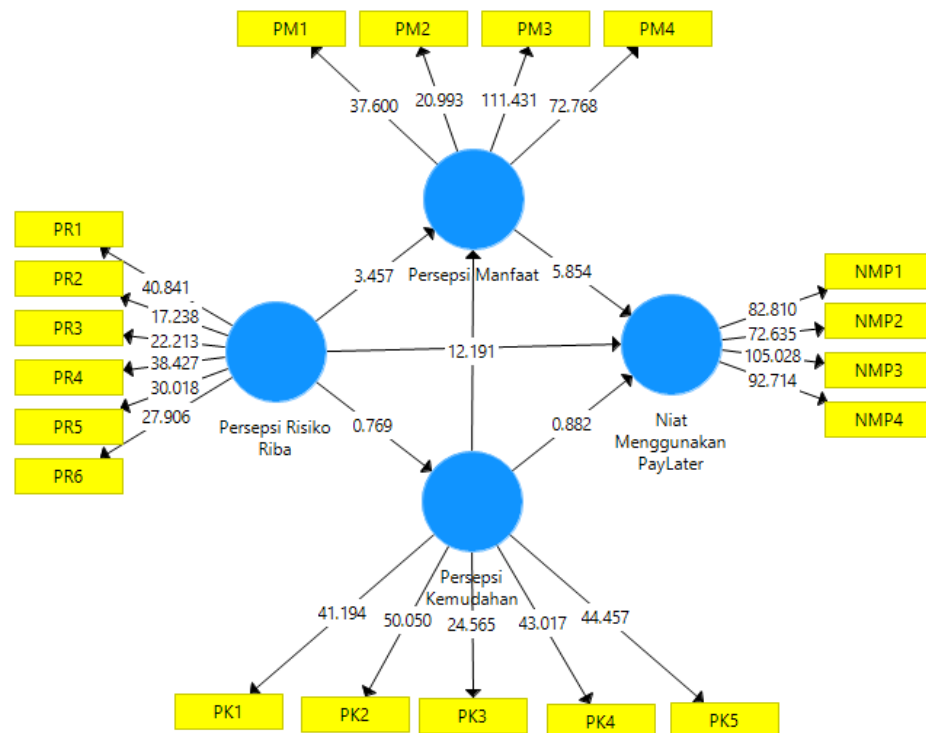 PM1
PM2
PM3
PM4
37.600
20.993
111.431
72.768
Persepsi Manfaat
PR1
PR2
PR3
PR4
PR5
PR6
40.841
17.238
22.213
38.427
30.018
27.906
Persepsi Risiko
Riba
3.457
5.854
12.191
0.769
0.882
NMP1
NMP2
NMP3
NMP4
82.810
72.635
105.028
92.714
Niat
Menggunakan
PayLater
Persepsi
Kemudahan
41.194
50.050
24.565
43.017
44.457
PK1
PK2
PK3
PK4
PK5